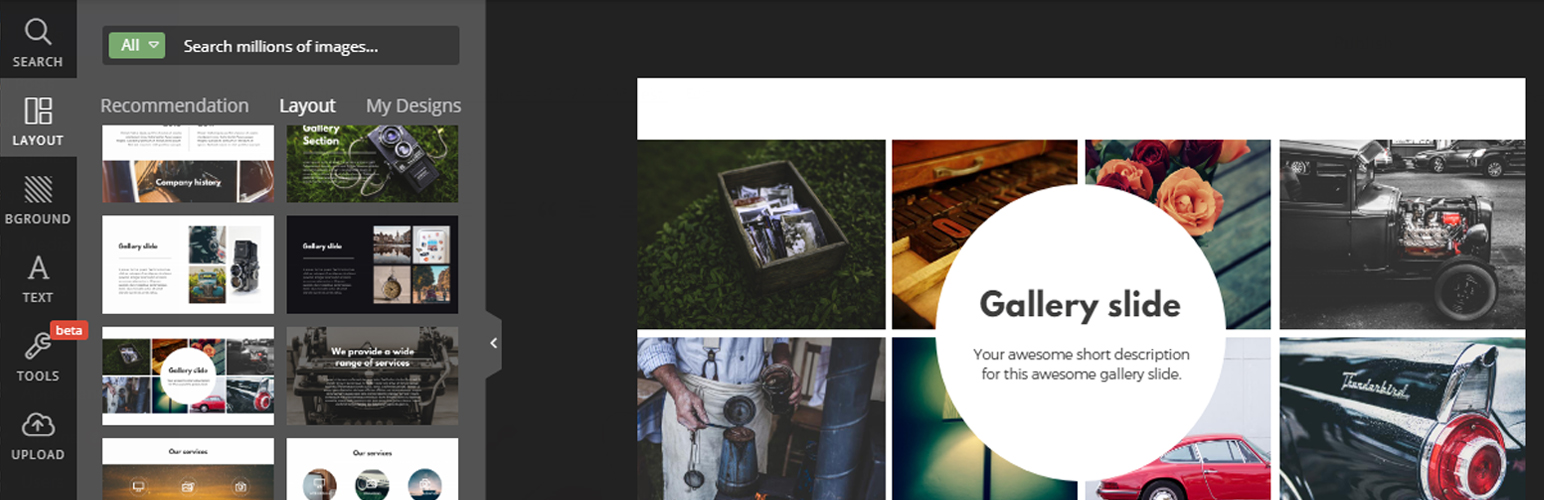 SEARCH
LAYOUT
BGROUND
TEXT
beta
TOOLS
UPLOAD
All
Search millions of images...
Recommendation
Layout
My Designs
Company history
Gallery
Section
Gallery slide
Gallery slide
Gallery slide
We provide a wide
range of services
Our services
Our services
Gallery slide
Your awesome short description
for this awesome gallery slide.
Thunderbird